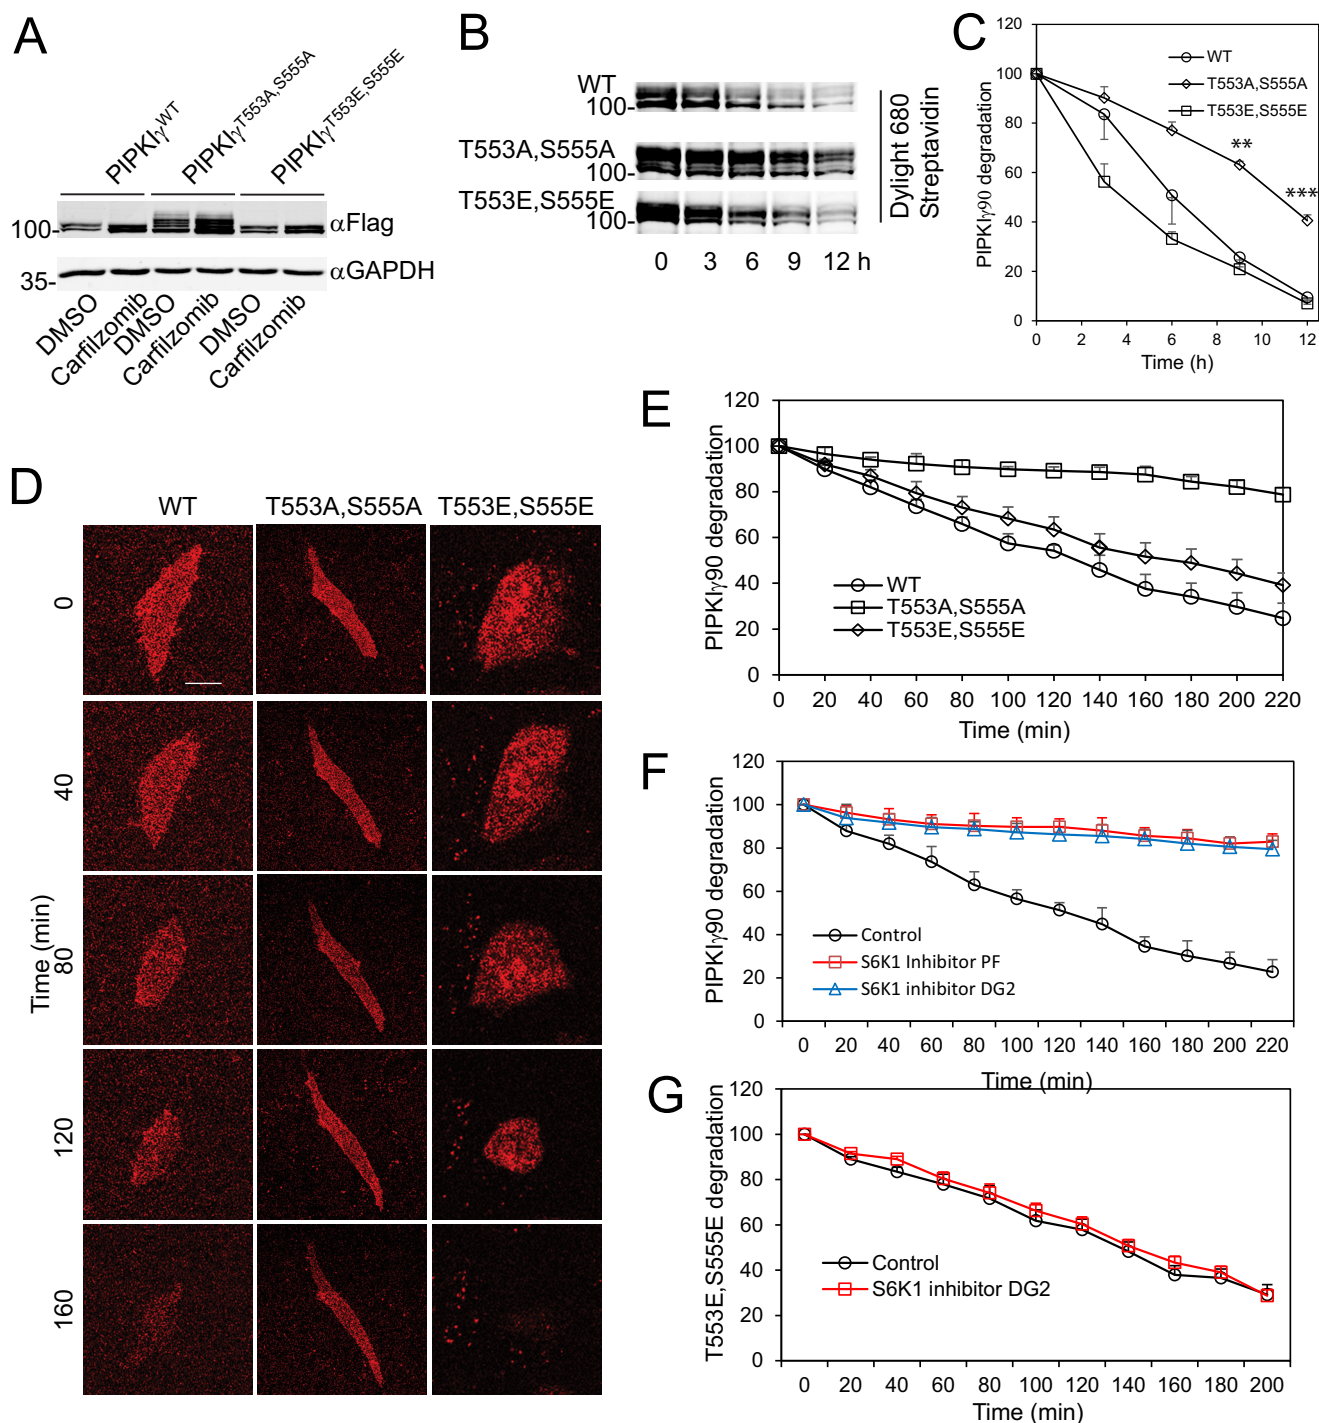 A
PIPKIγWT
PIPKIγT553A,S555A
PIPKIγT553E,S555E
100
αFlag
35-
αGAPDH
DMSO
Carfilzomib
DMSO
Carfilzomib
DMSO
Carfilzomib
B
WT
100-
T553A,S555A
100-
T553E,S555E
100-
0 3 6 9 12 h
Dylight 680
Streptavidin
C
PIPKIγ90 degradation
120
100
80
60
40
20
0
WT
T553A,S555A
T553E,S555E
**
***
0 2 4 6 8 10 12
Time (h)
D
WT T553A,S555A T553E,S555E
Time (min)
0
40
80
120
160
E
PIPKIγ90 degradation
120
100
80
60
40
20
0
WT
T553A,S555A
T553E,S555E
0 20 40 60 80 100 120 140 160 180 200 220
Time (min)
F
PIPKIγ90 degradation
120
100
80
60
40
20
0
Control
S6K1 Inhibitor PF
S6K1 inhibitor DG2
0 20 40 60 80 100 120 140 160 180 200 220
Time (min)
G
T553E,S555E degradation
120
100
80
60
40
20
0
Control
S6K1 inhibitor DG2
0 20 40 60 80 100 120 140 160 180 200
Time (min)